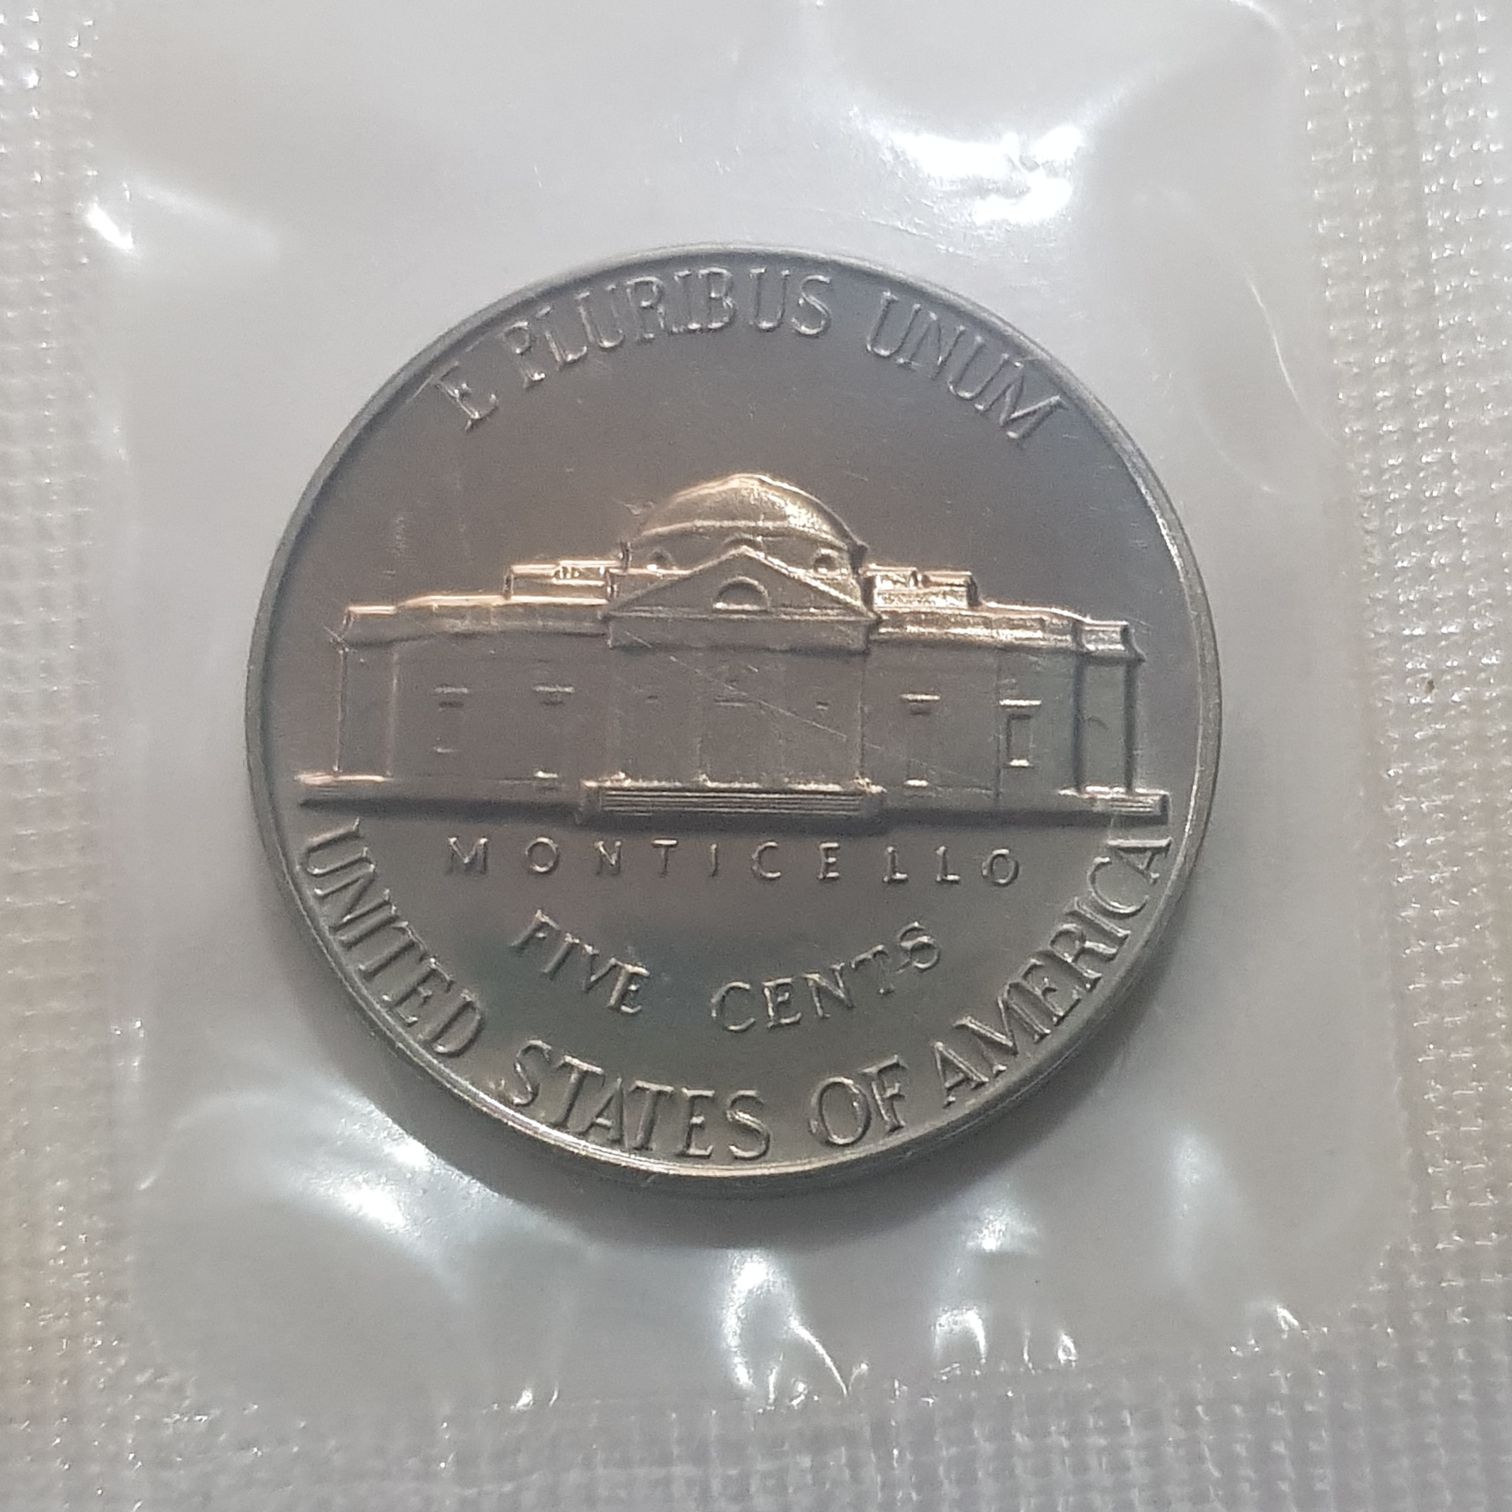 E PLURIBUS UNUM
MONTICELLO
FIVE CENTS
UNITED STATES OF AMERICA